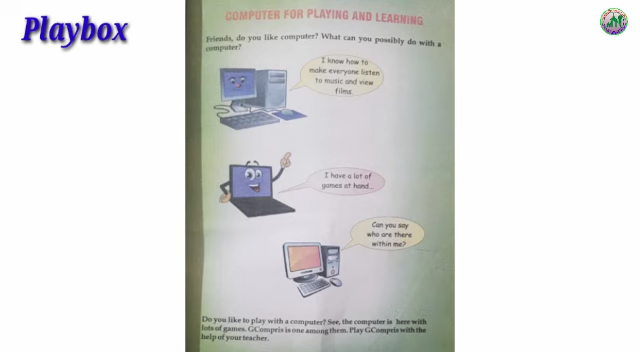 Playbox
COMPUTER FOR PLAYING AND LEARNING
Friends, do you like computer? What can you possibly do with a
computer?
I know how to
make everyone listen
to music and view
films.
I have a lot of
games at hand...
Can you say
who are there
within me?
Do you like to play with a computer? See, the computer is here with
lots of games. GCompris is one among them. Play GCompris with the
help of your teacher.